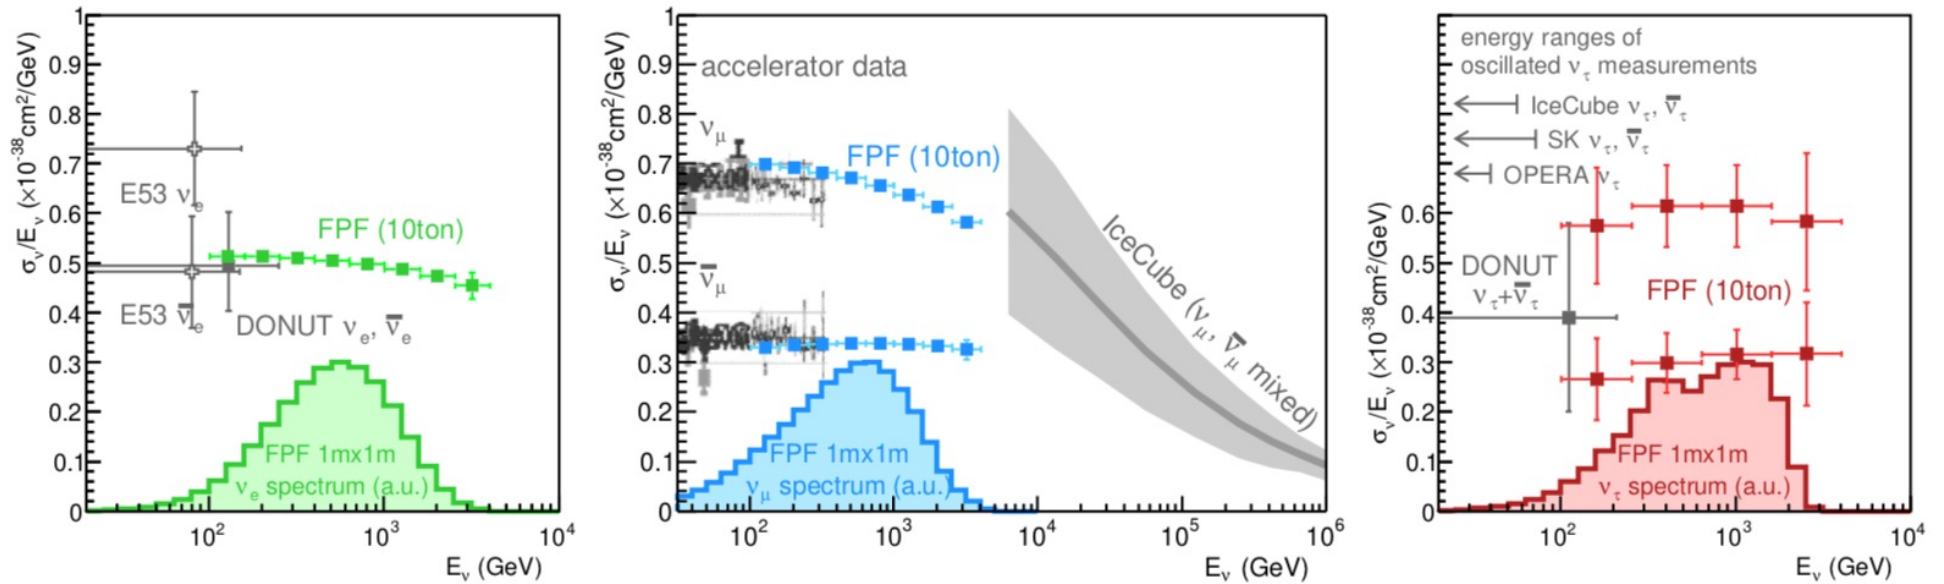 σν/Eν (×10⁻³⁸cm²/GeV)
1
0.9
0.8
0.7
0.6
0.5
0.4
0.3
0.2
0.1
0
E53 νe
E53 ν̅e
FPF (10ton)
DONUT νe, ν̅e
FPF 1mx1m
νe spectrum (a.u.)
10² 10³ 10⁴
Eν (GeV)
σν/Eν (×10⁻³⁸cm²/GeV)
1
0.9
0.8
0.7
0.6
0.5
0.4
0.3
0.2
0.1
0
accelerator data
νμ
FPF (10ton)
ν̅μ
IceCube (νμ, ν̅μ mixed)
FPF 1mx1m
νμ spectrum (a.u.)
10² 10³ 10⁴ 10⁵ 10⁶
Eν (GeV)
σν/Eν (×10⁻³⁸cm²/GeV)
0.6
0.5
0.4
0.3
0.2
0.1
0
energy ranges of
oscillated ντ measurements
IceCube ντ, ν̅τ
SK ντ, ν̅τ
OPERA ντ
DONUT
ντ+ν̅τ
FPF (10ton)
FPF 1mx1m
ντ spectrum (a.u.)
10² 10³ 10⁴
Eν (GeV)